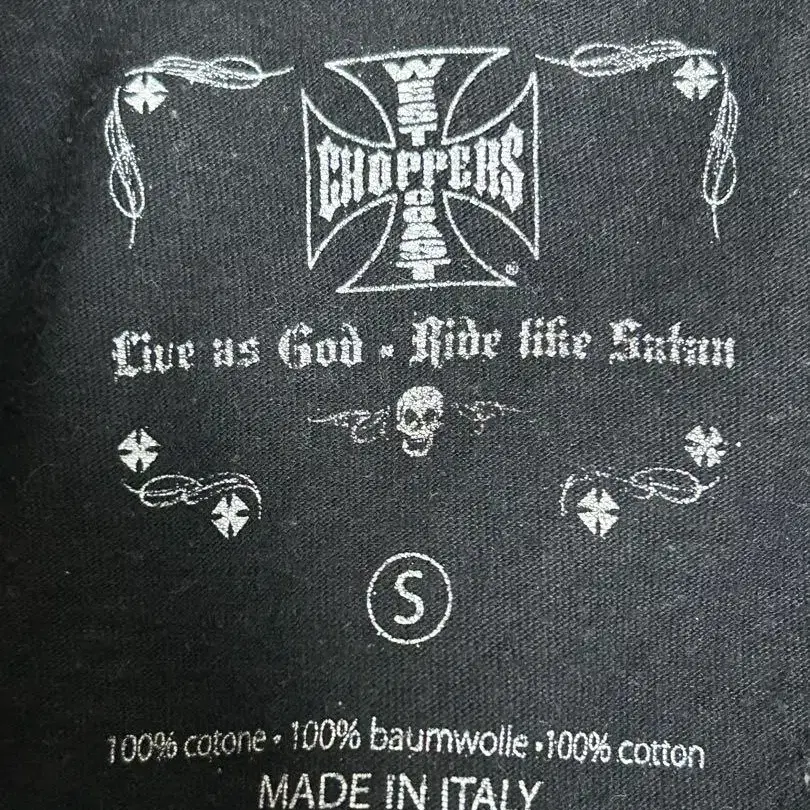 WEST COAST
CHOPPERS
®
Live as God · Ride like Satan
S
100% cotone · 100% baumwolle · 100% cotton
MADE IN ITALY